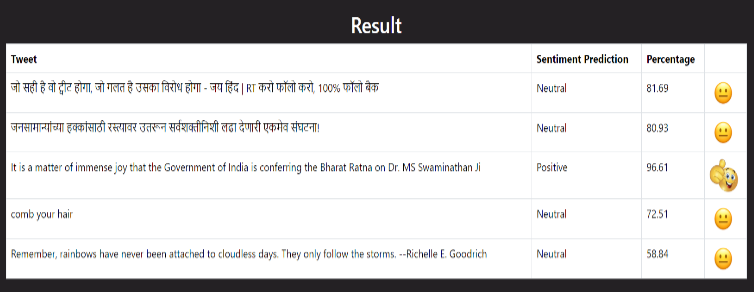 Result
Tweet Sentiment Prediction Percentage
जो सही है वो ट्वीट होगा, जो गलत है उसका विरोध होगा - जय हिंद | RT करो फॉलो करो, 100% फॉलो बैक Neutral 81.69
जनसामान्यांच्या हक्कांसाठी रस्त्यावर उतरून सर्वशक्तीनिशी लढा देणारी एकमेव संघटना! Neutral 80.93
It is a matter of immense joy that the Government of India is conferring the Bharat Ratna on Dr. MS Swaminathan Ji Positive 96.61
comb your hair Neutral 72.51
Remember, rainbows have never been attached to cloudless days. They only follow the storms. --Richelle E. Goodrich Neutral 58.84